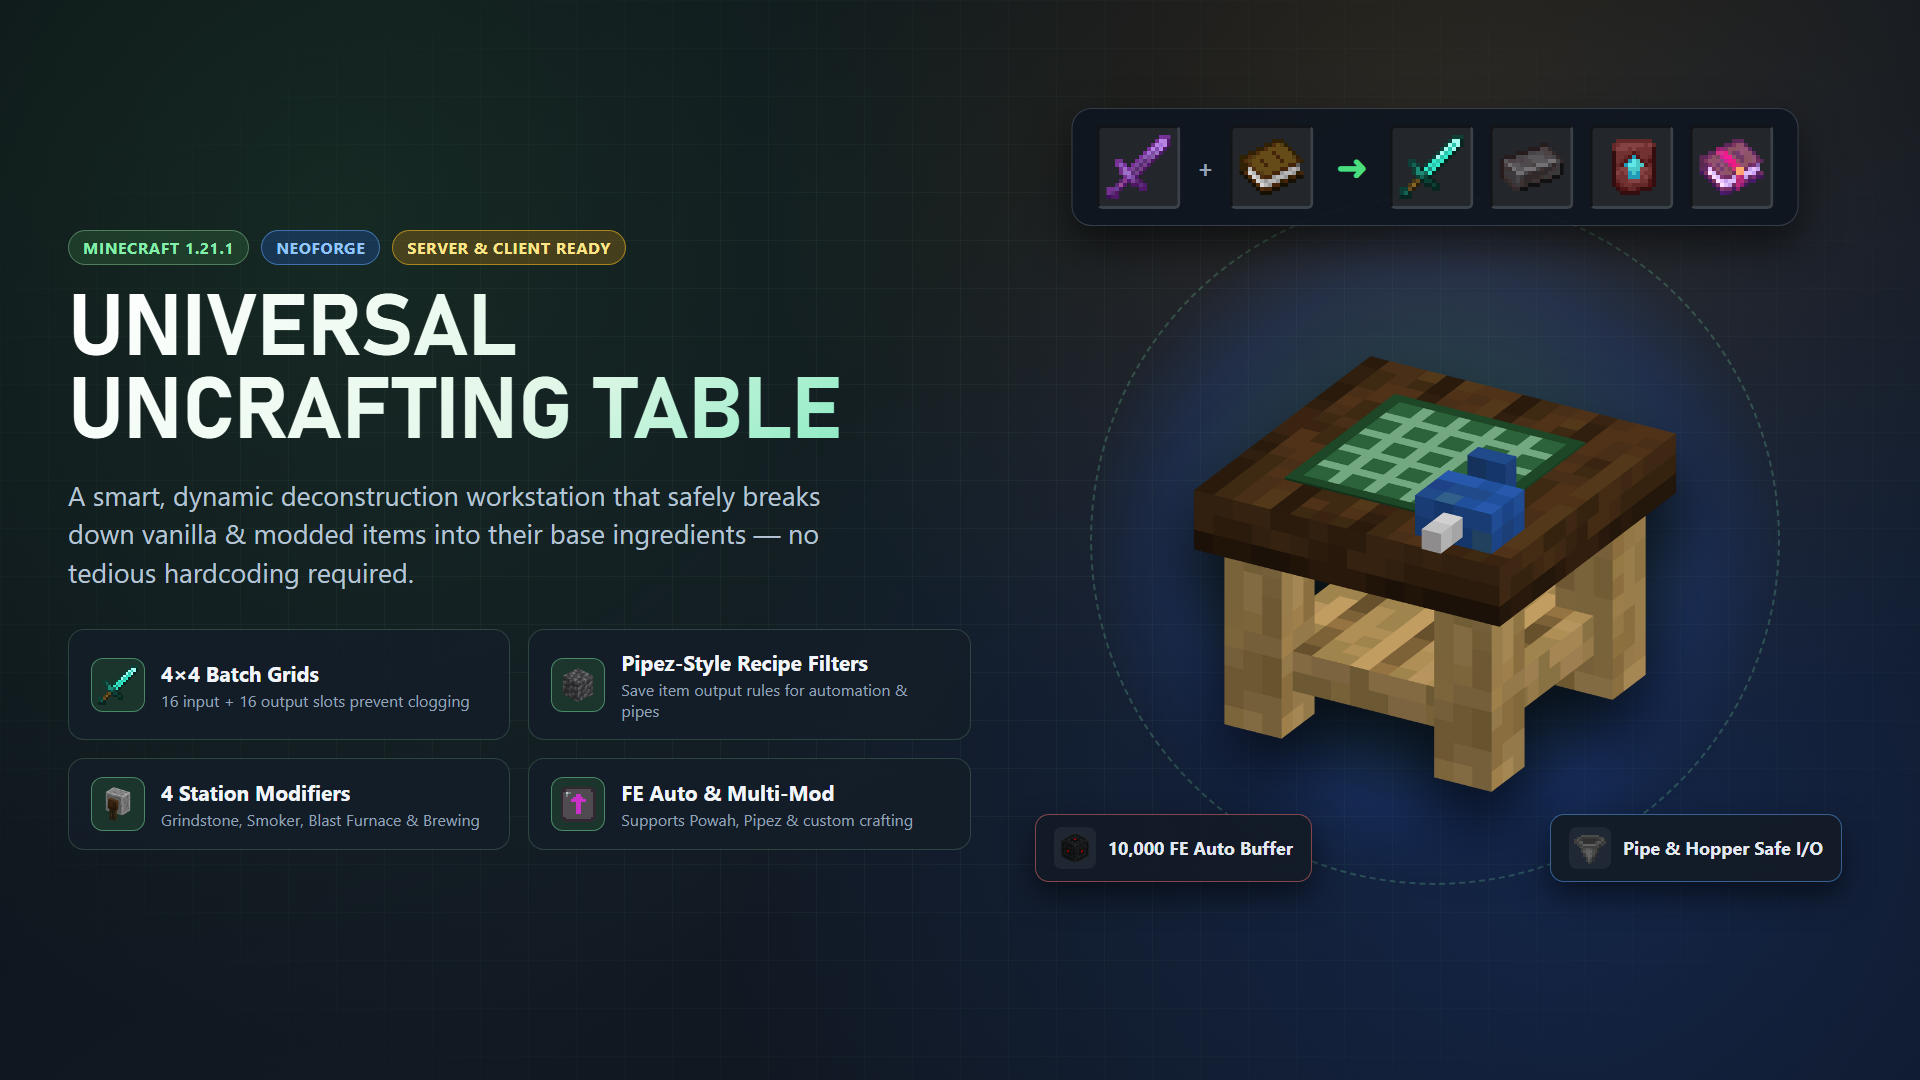 MINECRAFT 1.21.1
NEOFORGE
SERVER & CLIENT READY
UNIVERSAL
UNCRAFTING TABLE
A smart, dynamic deconstruction workstation that safely breaks
down vanilla & modded items into their base ingredients — no
tedious hardcoding required.
4×4 Batch Grids
16 input + 16 output slots prevent clogging
Pipez-Style Recipe Filters
Save item output rules for automation &
pipes
4 Station Modifiers
Grindstone, Smoker, Blast Furnace & Brewing
FE Auto & Multi-Mod
Supports Powah, Pipez & custom crafting
+
➜
10,000 FE Auto Buffer
Pipe & Hopper Safe I/O